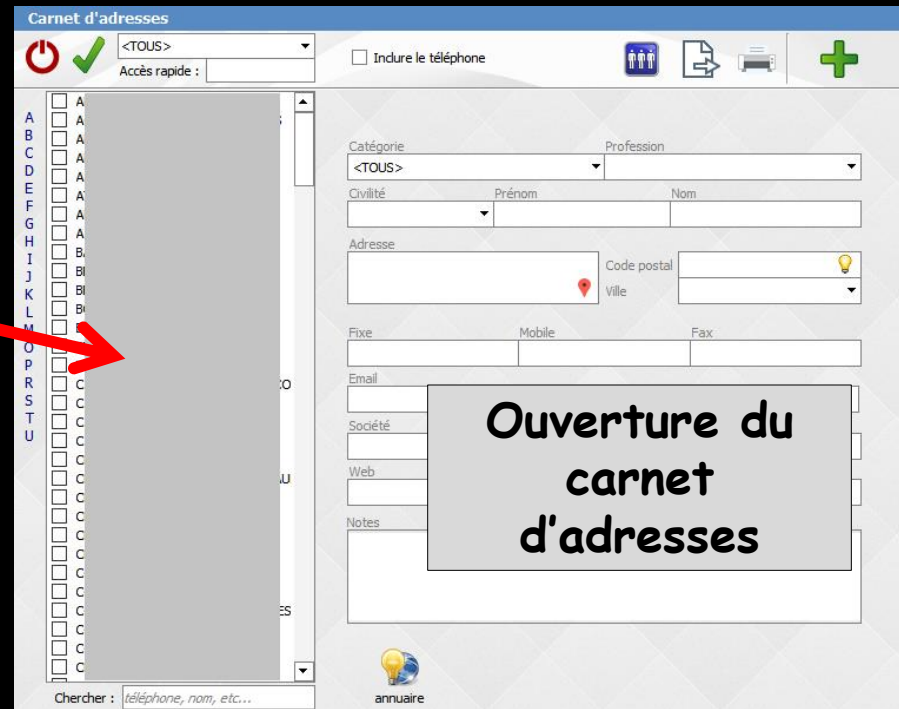 Carnet d'adresses
<TOUS>
Accès rapide :
Inclure le téléphone
A
B
C
D
E
F
G
H
I
J
K
L
M
O
P
R
S
T
U
Catégorie Profession
<TOUS>
Civilité Prénom Nom
Adresse
Code postal
Ville
Fixe Mobile Fax
Email
Société
Web
Notes
Ouverture du
carnet
d'adresses
annuaire
Chercher : téléphone, nom, etc...